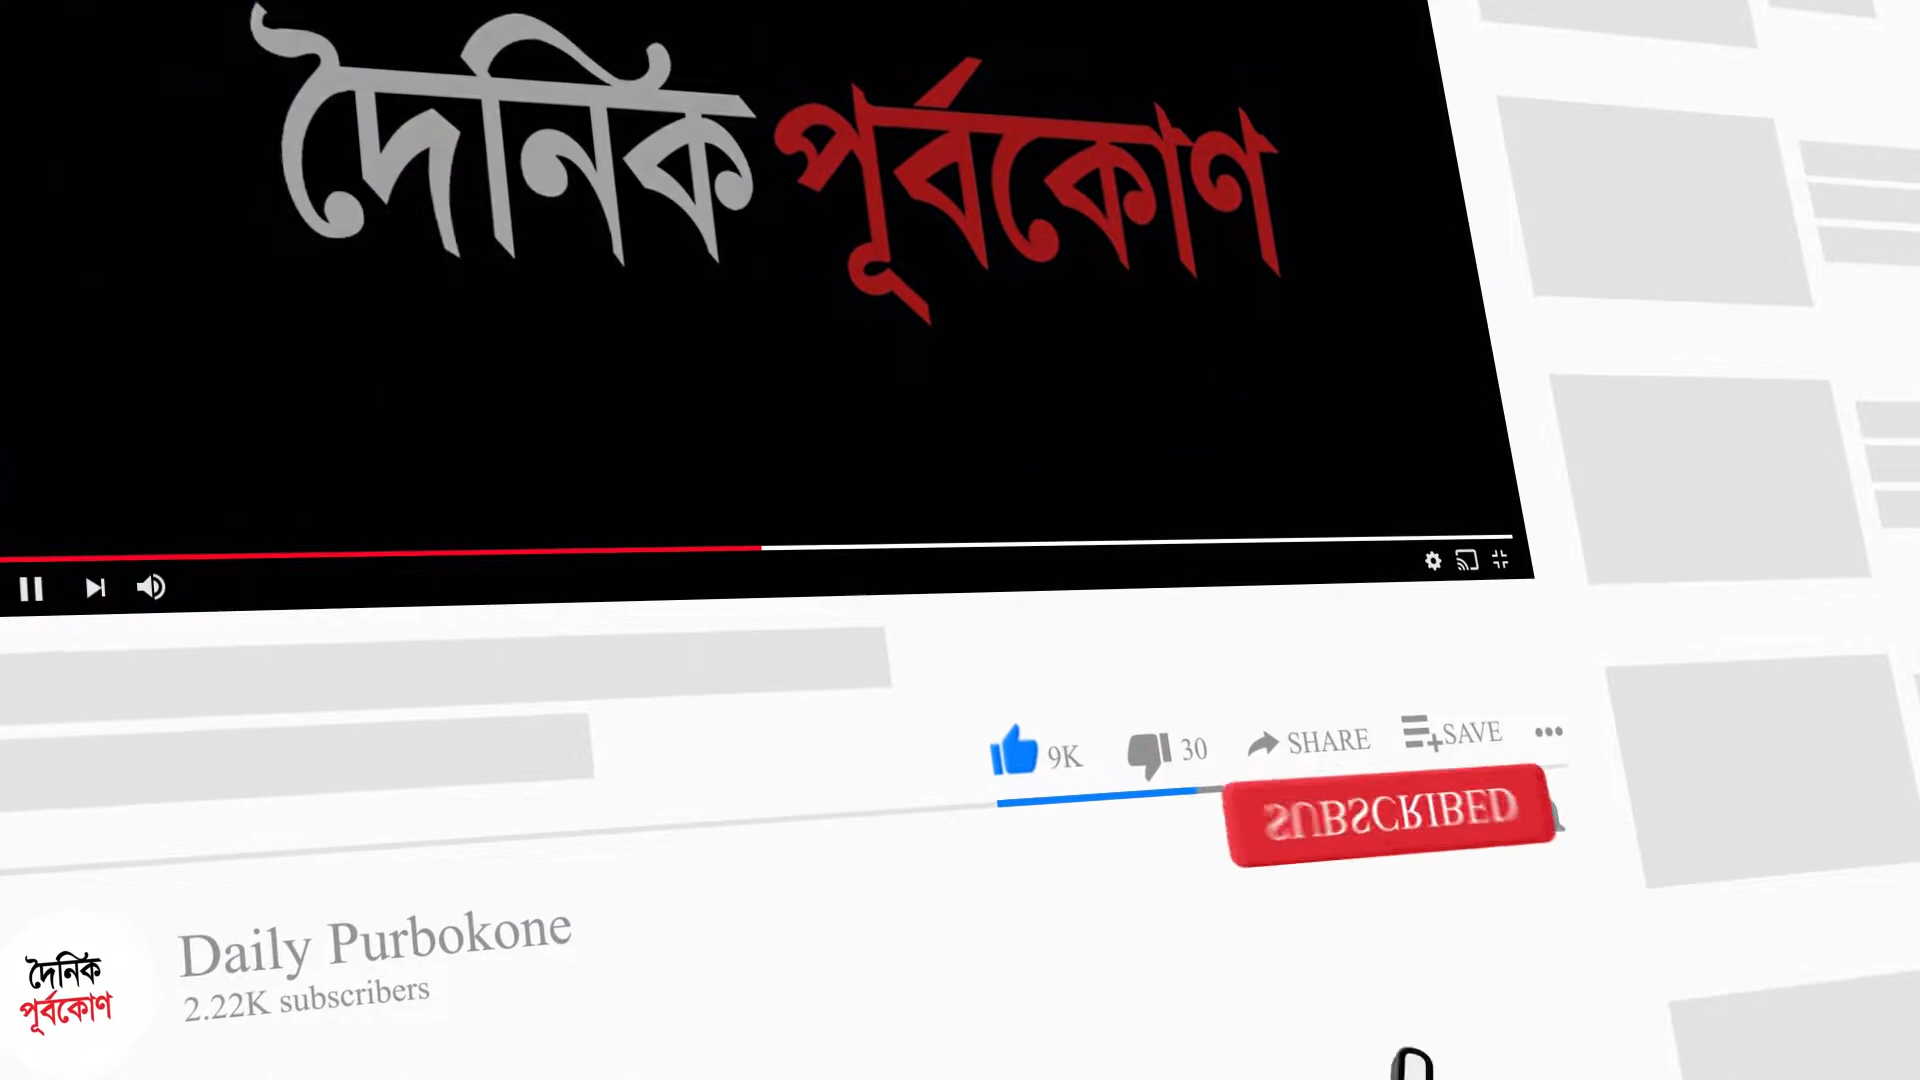 দৈনিক পূর্বকোণ
9K 30 SHARE SAVE
SUBSCRIBED
Daily Purbokone
2.22K subscribers
দৈনিক
পূর্বকোণ